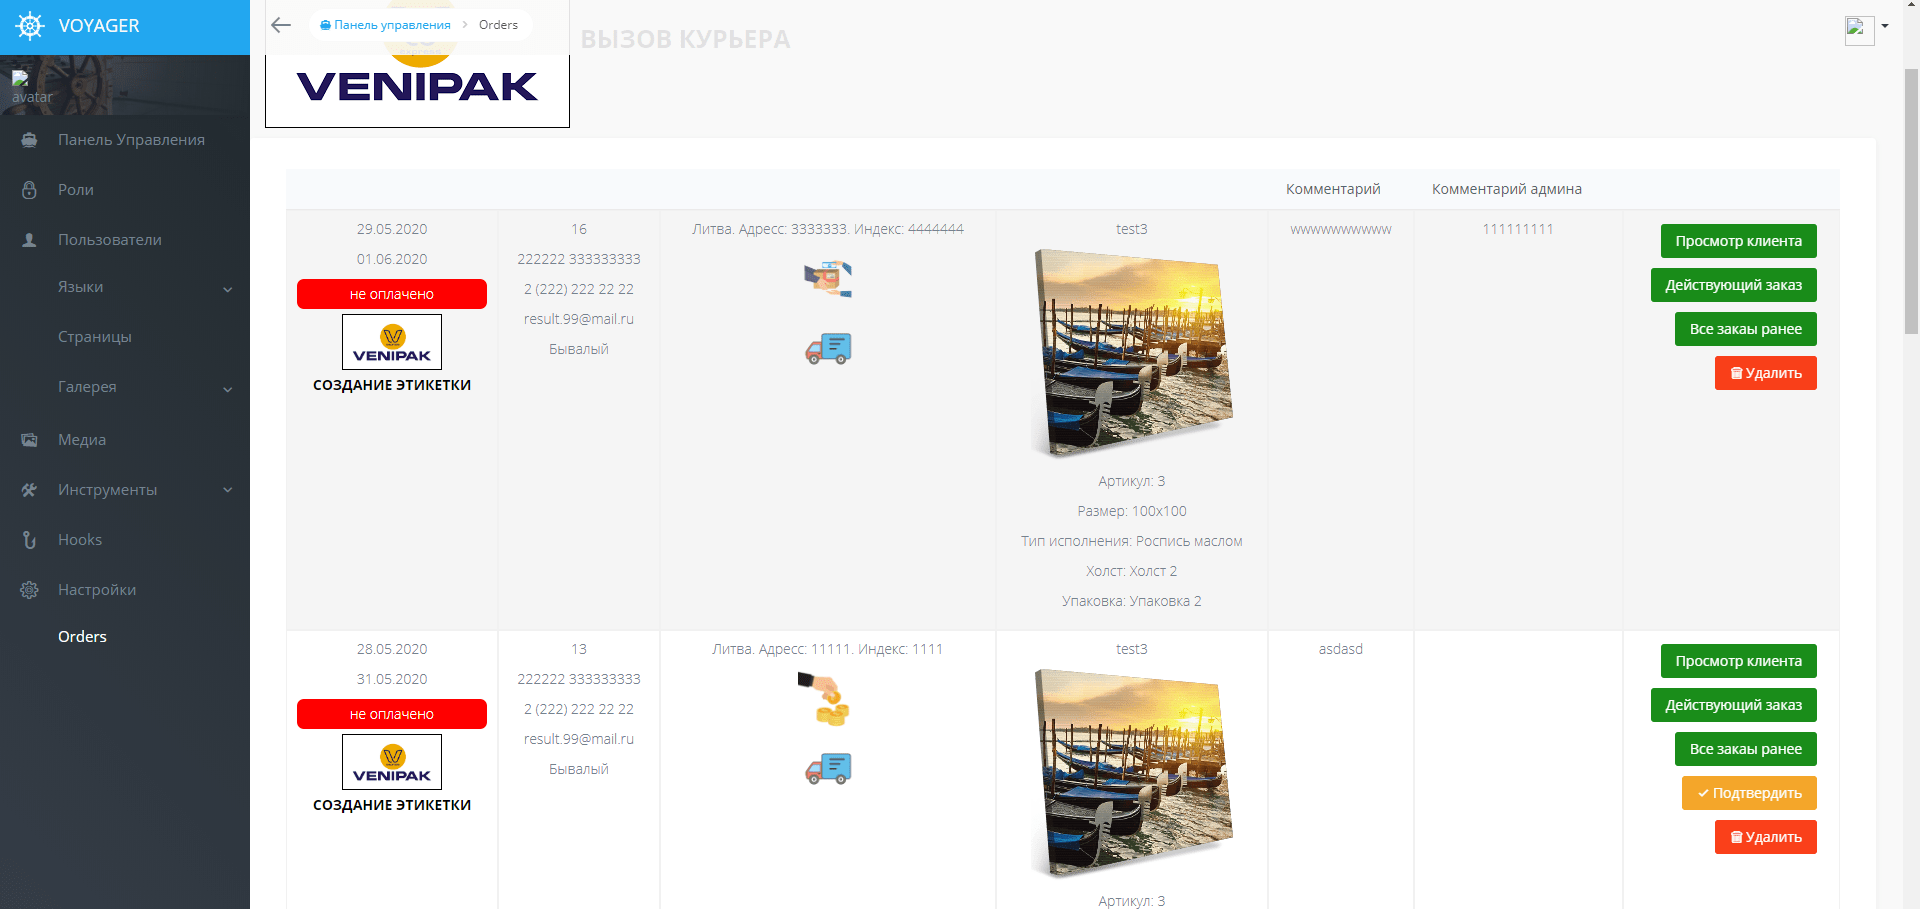 VOYAGER
Панель управления
Orders
ВЫЗОВ КУРЬЕРА
VENIPAK
avatar
Панель Управления
Роли
Пользователи
Языки
Страницы
Галерея
Медиа
Инструменты
Hooks
Настройки
Orders
Комментарий
Комментарий админа
29.05.2020
01.06.2020
не оплачено
VENIPAK
СОЗДАНИЕ ЭТИКЕТКИ
16
222222 333333333
2 (222) 222 22 22
result.99@mail.ru
Бывалый
Литва. Адресс: 3333333. Индекс: 4444444
test3
Артикул: 3
Размер: 100x100
Тип исполнения: Роспись маслом
Холст: Холст 2
Упаковка: Упаковка 2
wwwwwwwwww
111111111
Просмотр клиента
Действующий заказ
Все закаы ранее
Удалить
28.05.2020
31.05.2020
не оплачено
VENIPAK
СОЗДАНИЕ ЭТИКЕТКИ
13
222222 333333333
2 (222) 222 22 22
result.99@mail.ru
Бывалый
Литва. Адресс: 11111. Индекс: 1111
test3
Артикул: 3
asdasd
Просмотр клиента
Действующий заказ
Все закаы ранее
Подтвердить
Удалить